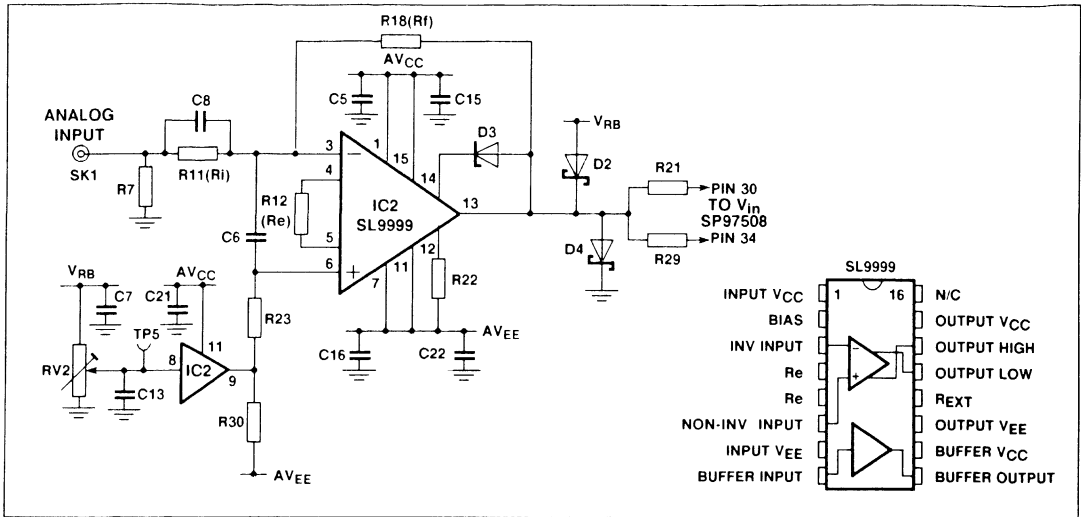 R18(Rf)
AVCC
C5
C15
C8
ANALOG
INPUT
SK1
R11(Ri)
R7
3
1
15
14
D3
VRB
D2
R21
PIN 30
TO Vin
SP97508
PIN 34
R29
D4
4
R12
(Re)
5
IC2
SL9999
13
12
C6
6
7
11
R22
VRB
AVCC
C7
C21
R23
AVEE
C16
C22
TP5
8
11
IC2
9
RV2
C13
R30
AVEE
SL9999
INPUT VCC
1
16
N/C
BIAS
OUTPUT VCC
INV INPUT
OUTPUT HIGH
Re
OUTPUT LOW
Re
REXT
NON-INV INPUT
OUTPUT VEE
INPUT VEE
BUFFER VCC
BUFFER INPUT
BUFFER OUTPUT